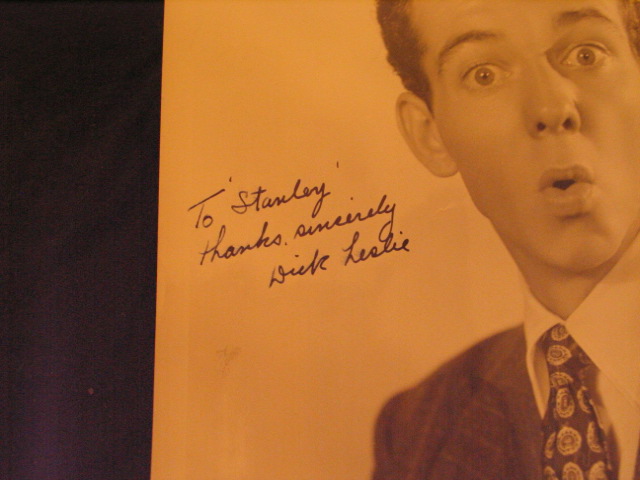 To 'Stanley'
thanks. sincerely
Dick Leslie